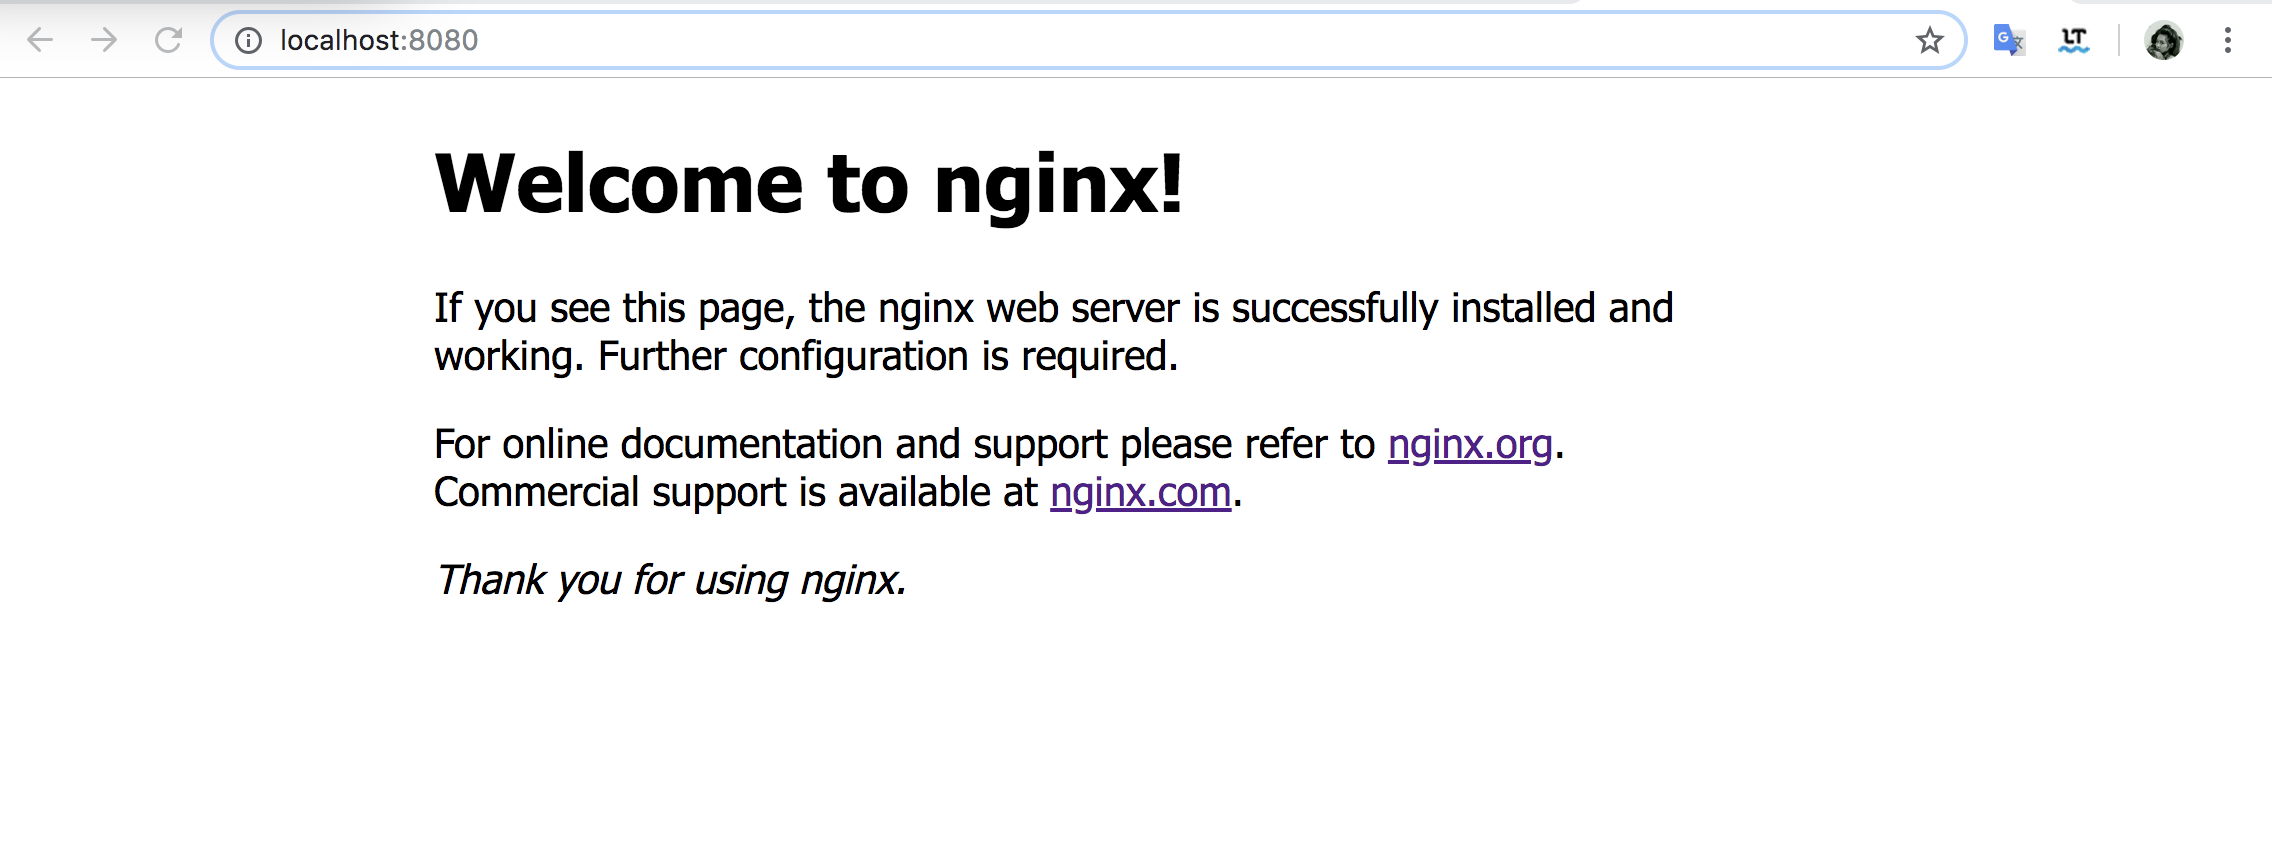 localhost:8080
G 文
LT
Welcome to nginx!
If you see this page, the nginx web server is successfully installed and
working. Further configuration is required.
For online documentation and support please refer to nginx.org.
Commercial support is available at nginx.com.
Thank you for using nginx.